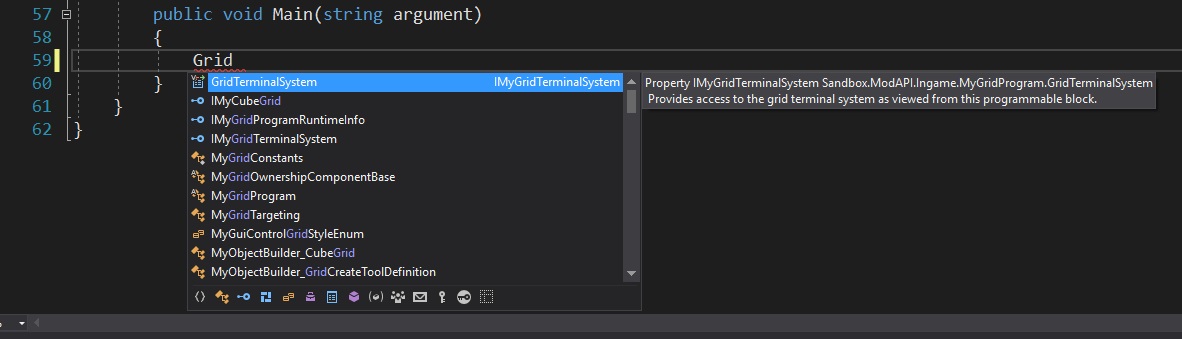 57 public void Main(string argument)
58 {
59 Grid
60 }
61 }
62 }
GridTerminalSystem IMyGridTerminalSystem
IMyCubeGrid
IMyGridProgramRuntimeInfo
IMyGridTerminalSystem
MyGridConstants
MyGridOwnershipComponentBase
MyGridProgram
MyGridTargeting
MyGuiControlGridStyleEnum
MyObjectBuilder_CubeGrid
MyObjectBuilder_GridCreateToolDefinition
Property IMyGridTerminalSystem Sandbox.ModAPI.Ingame.MyGridProgram.GridTerminalSystem
Provides access to the grid terminal system as viewed from this programmable block.